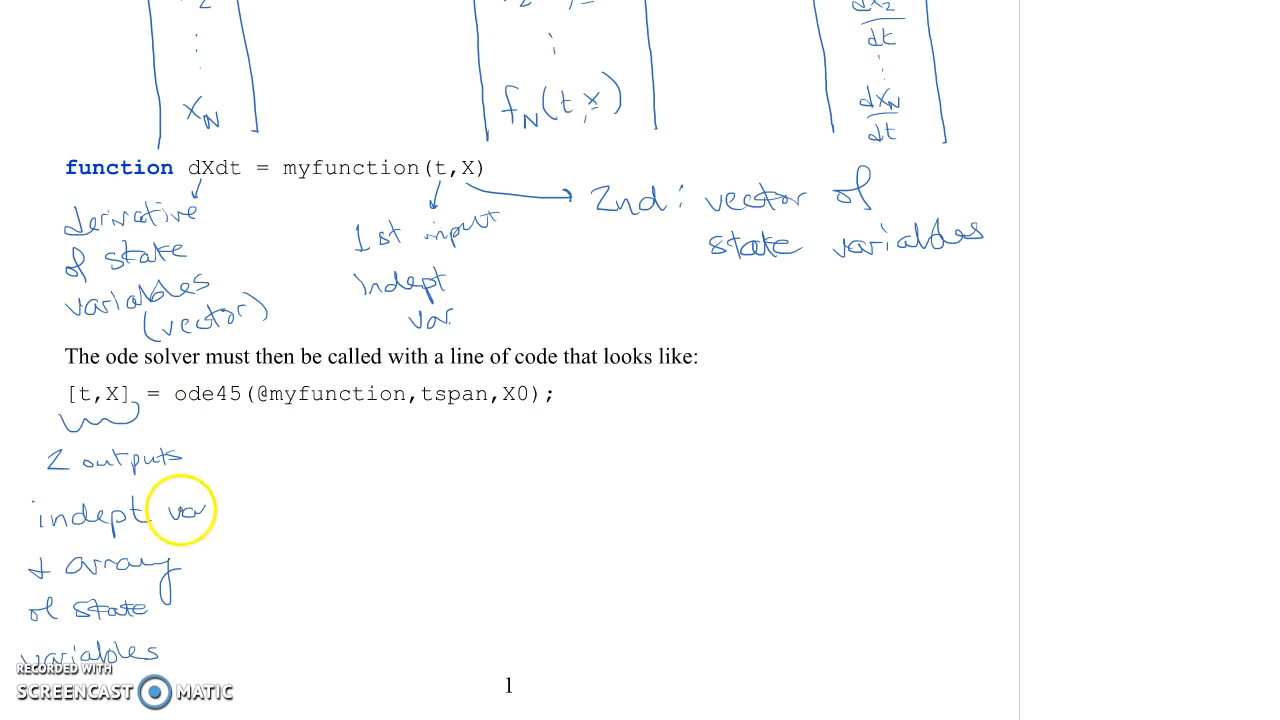 x_N
f_N(t,x)
dx_2
dt
dx_N
dt
function dXdt = myfunction(t,X)
derivative
of state
variables
(vector)
1st input
indept
var.
2nd: vector of
state variables
The ode solver must then be called with a line of code that looks like:
[t,X] = ode45(@myfunction,tspan,X0);
2 outputs
indept var
+ array
of state
variables
RECORDED WITH
SCREENCAST MATIC
1